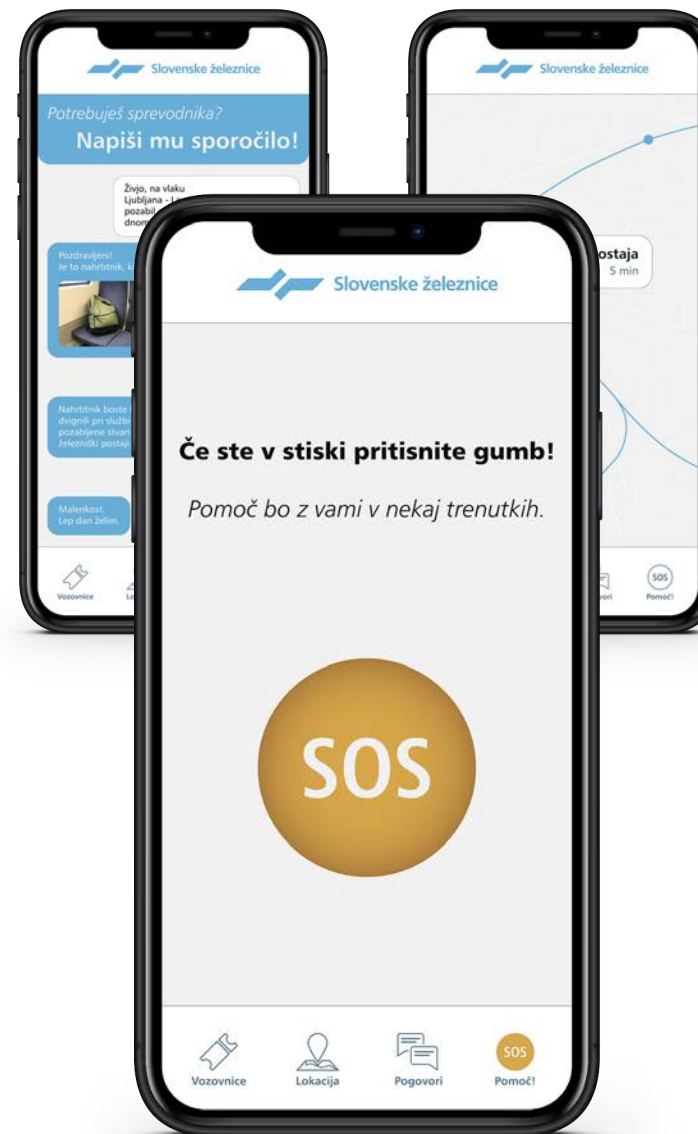 Slovenske železnice
Potrebuješ sprevodnika?
Napiši mu sporočilo!
Živjo, na vlaku
Ljubljana -
pozabil
Pozdravljeni!
Je to nahrbtnik,
Nahrbtnik boste
dvignili pri službi
pozabljene stvari
železniški postaji
Malenkost.
Lep dan želim.
Vozovnice
Slovenske železnice
5 min
SOS
Pomoč!
Slovenske železnice
Če ste v stiski pritisnite gumb!
Pomoč bo z vami v nekaj trenutkih.
SOS
Vozovnice
Lokacija
Pogovori
SOS
Pomoč!